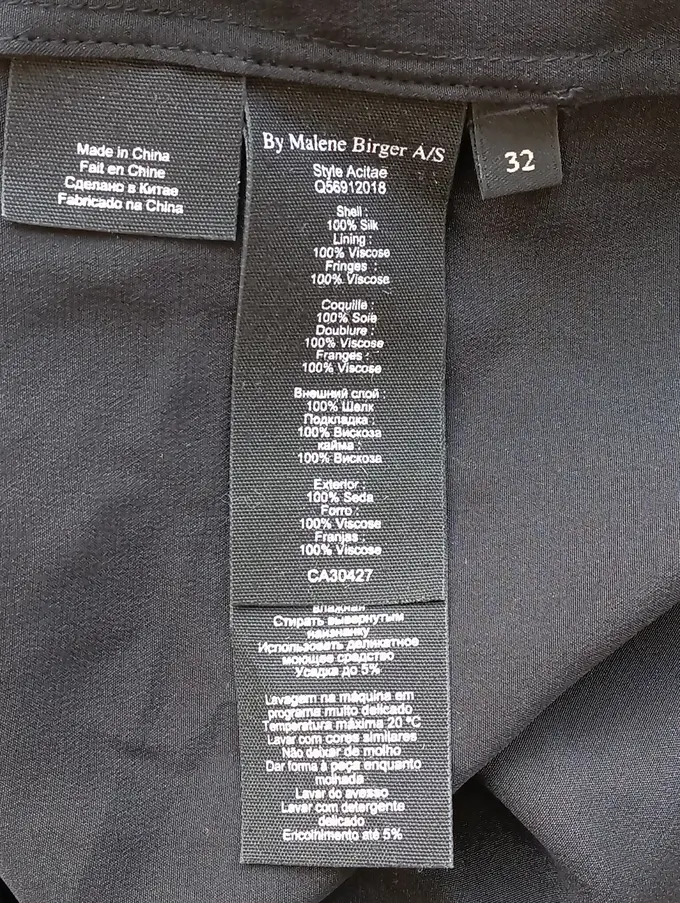 Made in China
Fait en Chine
Сделано в Китае
Fabricado na China
By Malene Birger A/S
Style Acitae
Q56912018
Shell :
100% Silk
Lining :
100% Viscose
Fringes :
100% Viscose
Coquille :
100% Soie
Doublure :
100% Viscose
Franges :
100% Viscose
Внешний слой :
100% Шелк
Подкладка :
100% Вискоза
кайма :
100% Вискоза
Exterior :
100% Seda
Forro :
100% Viscose
Franjas :
100% Viscose
CA30427
Стирать вывернутым
наизнанку
Использовать деликатное
моющее средство
Усадка до 5%
Lavagem na máquina em
programa muito delicado
Temperatura máxima 20 °C
Lavar com cores similares
Não deixar de molho
Dar forma à peça enquanto
molhada
Lavar do avesso
Lavar com detergente
delicado
Encolhimento até 5%
32